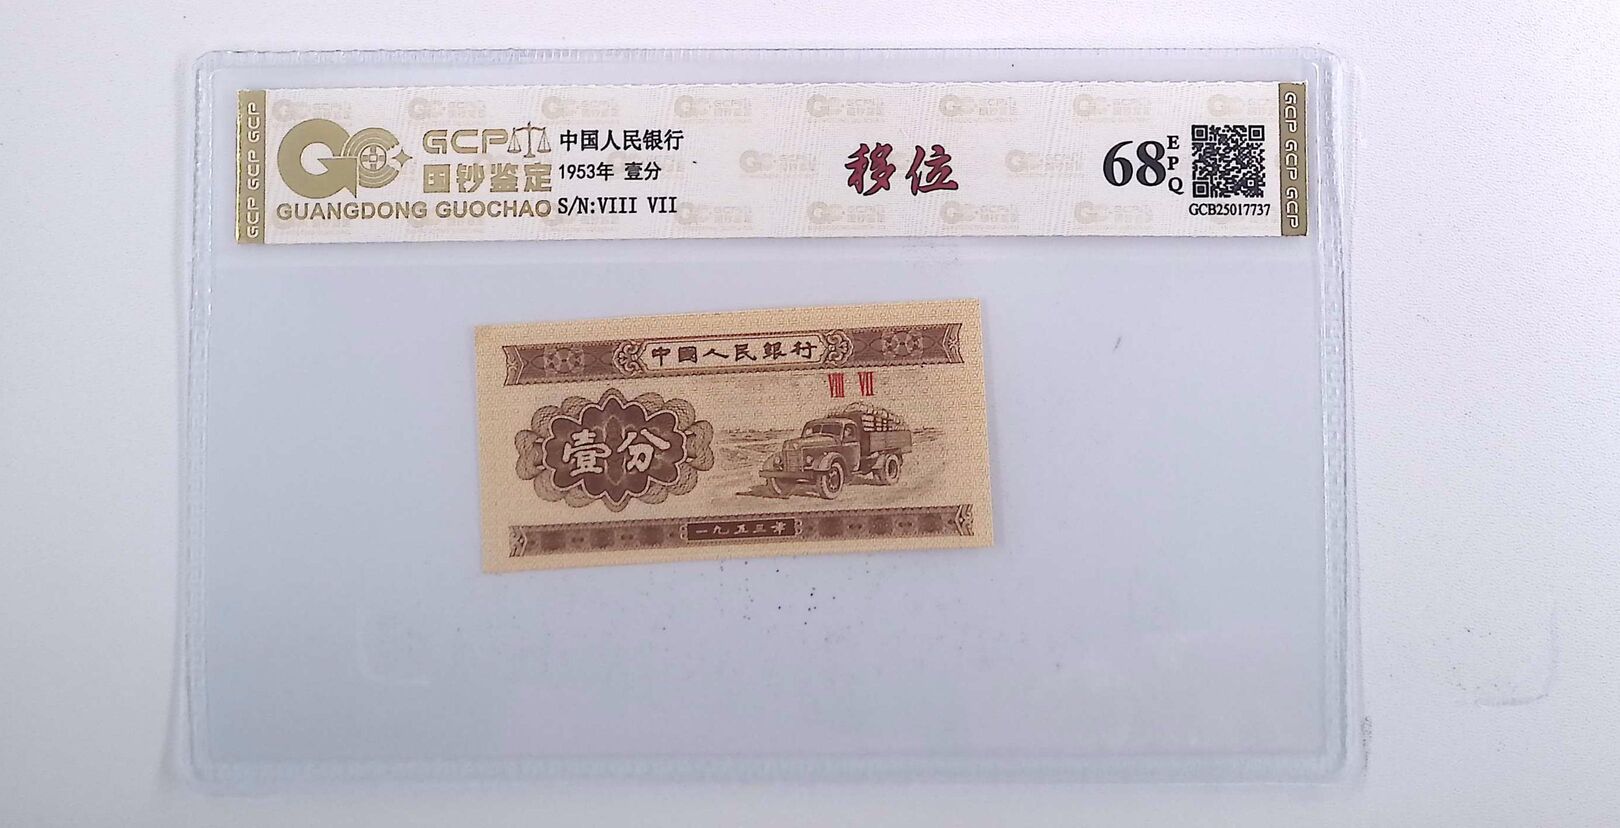 GCP GCP GCP
GCP
国钞鉴定
GUANGDONG GUOCHAO
中国人民银行
1953年 壹分
S/N:VIII VII
移位
68
EPQ
GCB25017737
GCP GCP GCP
中國人民銀行
VIII VII
壹分
一九五三年